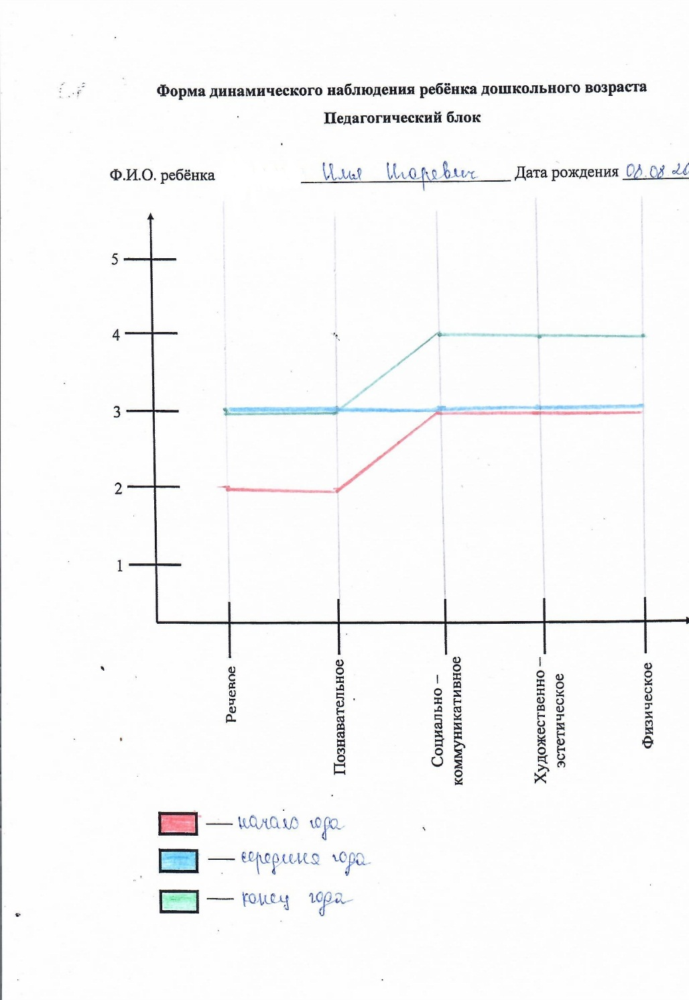 Форма динамического наблюдения ребёнка дошкольного возраста
Педагогический блок
Ф.И.О. ребёнка Илья Игоревич Дата рождения 08.08 20
5
4
3
2
1
Речевое
Познавательное
Социально –
коммуникативное
Художественно –
эстетическое
Физическое
— начало года
— середина года
— конец года